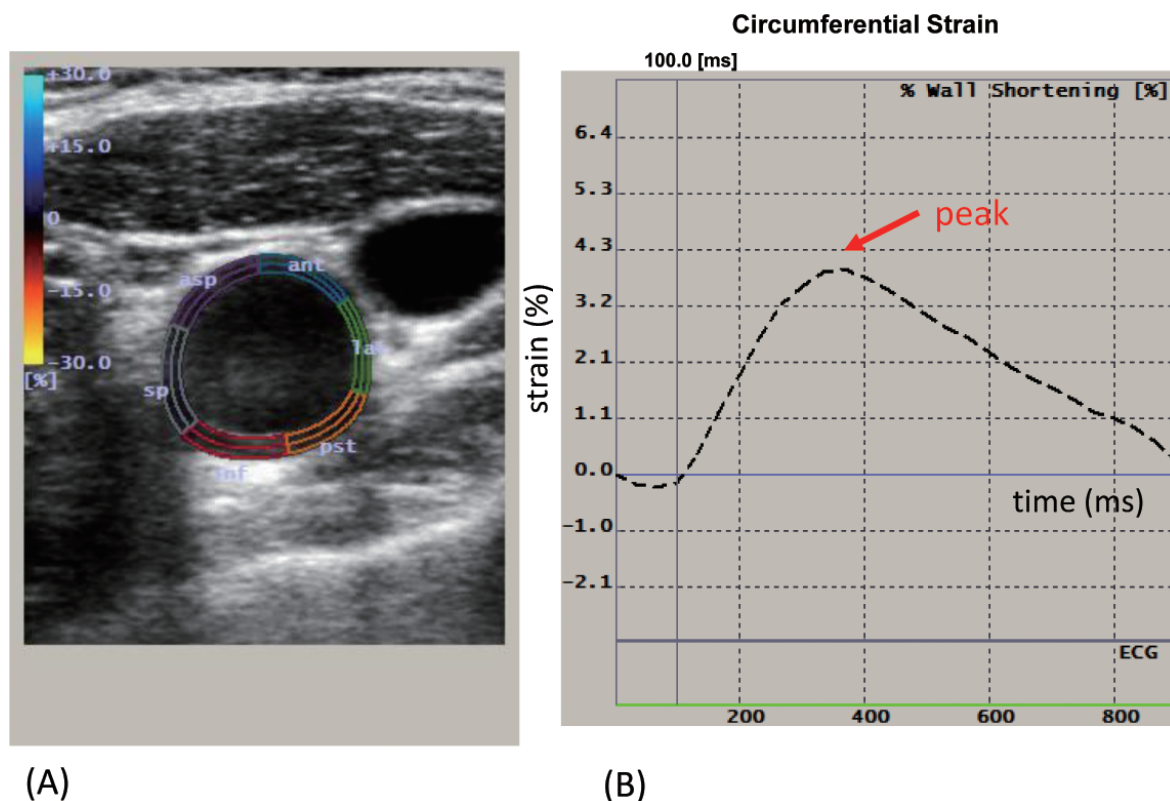 Circumferential Strain
100.0 [ms]
+30.0
+15.0
0
-15.0
-30.0
[%]
asp
ant
lat
sp
pst
inf
% Wall Shortening [%]
6.4
5.3
4.3
3.2
2.1
1.1
0.0
-1.0
-2.1
peak
strain (%)
time (ms)
ECG
200 400 600 800
(A)
(B)